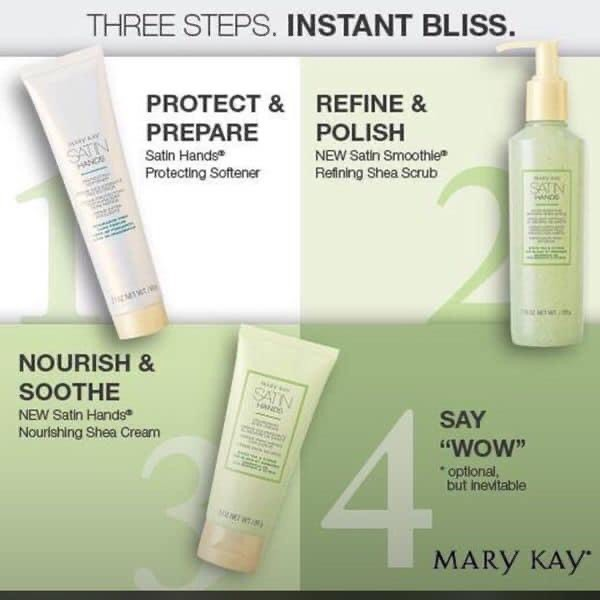 THREE STEPS. INSTANT BLISS.
1
PROTECT &
PREPARE
Satin Hands®
Protecting Softener
MARY KAY
SATIN
HANDS
2
REFINE &
POLISH
NEW Satin Smoothie®
Refining Shea Scrub
MARY KAY
SATIN
HANDS
3
NOURISH &
SOOTHE
NEW Satin Hands®
Nourishing Shea Cream
MARY KAY
SATIN
HANDS
4
SAY
“WOW”
* optional,
but inevitable
MARY KAY®